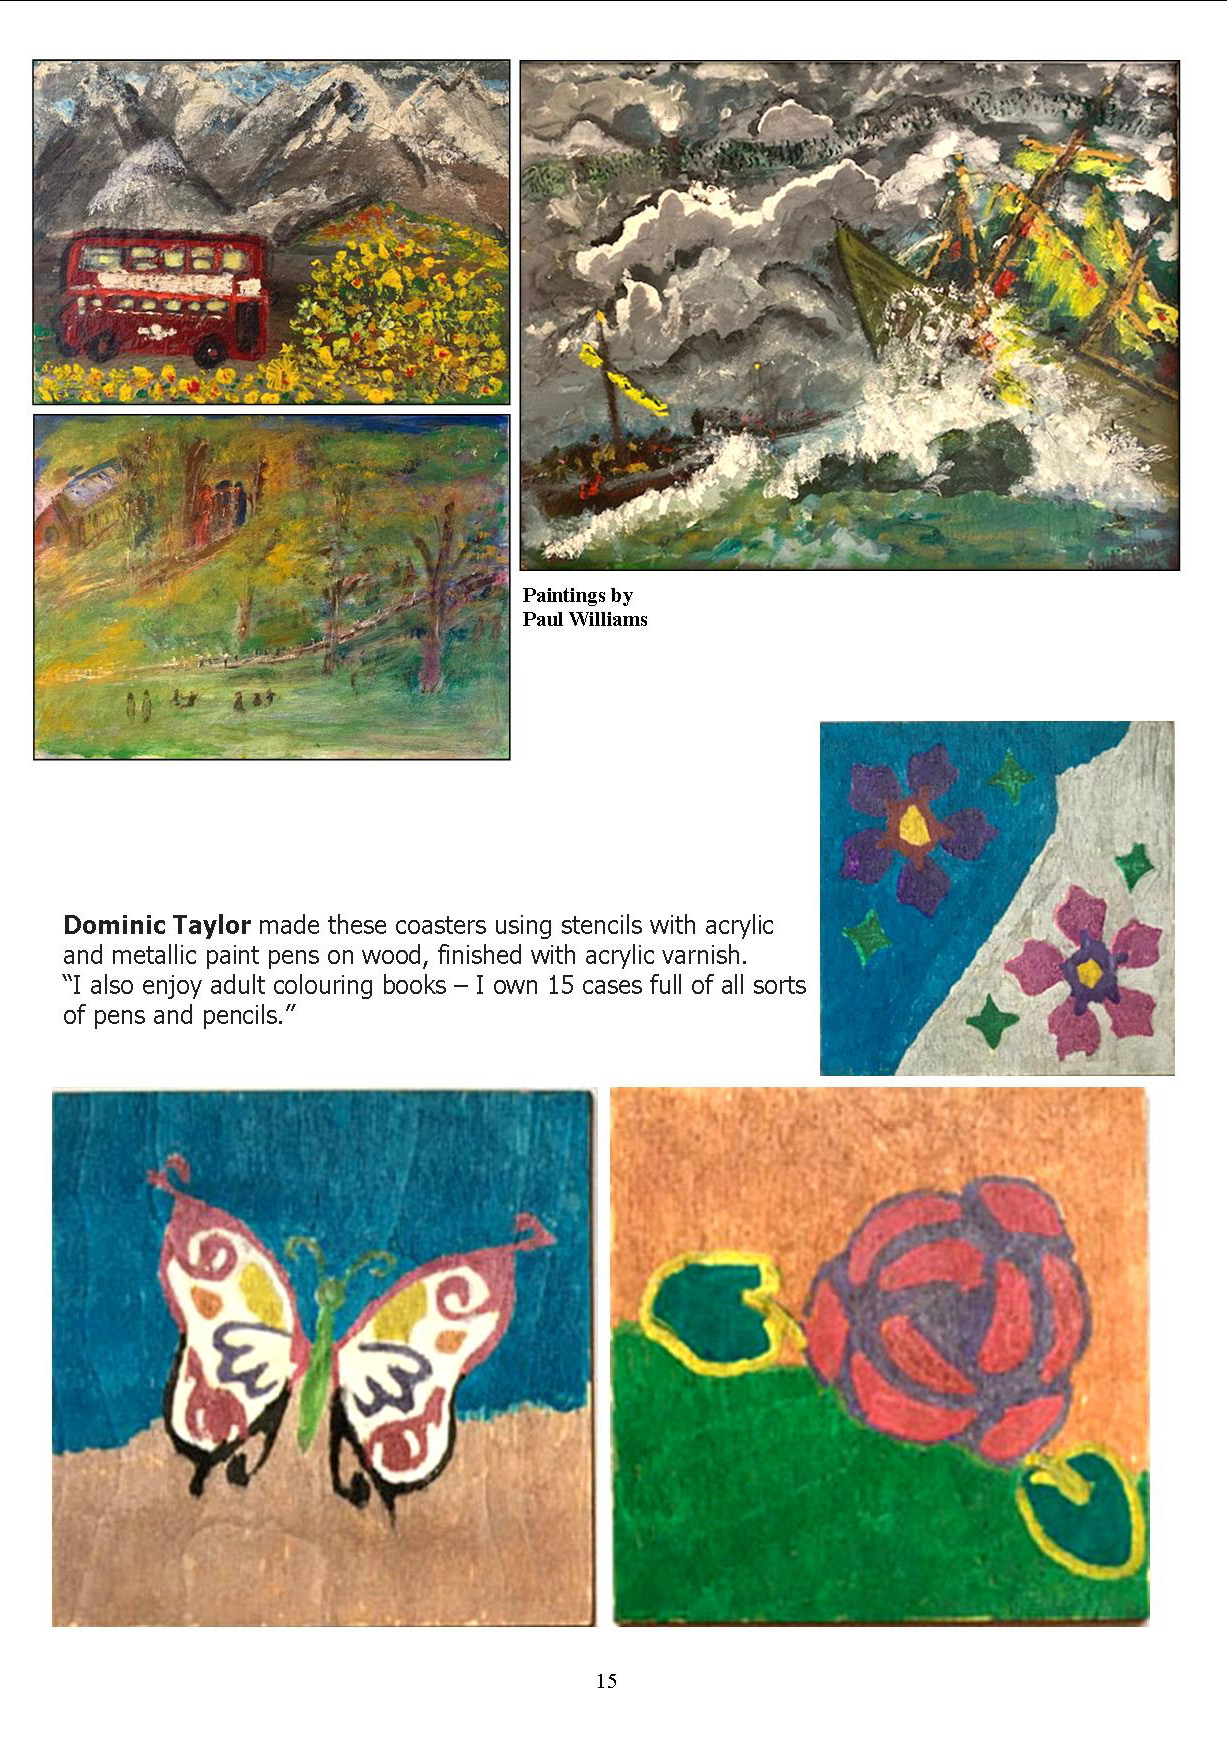 Paintings by
Paul Williams
Dominic Taylor made these coasters using stencils with acrylic
and metallic paint pens on wood, finished with acrylic varnish.
“I also enjoy adult colouring books – I own 15 cases full of all sorts
of pens and pencils.”
15